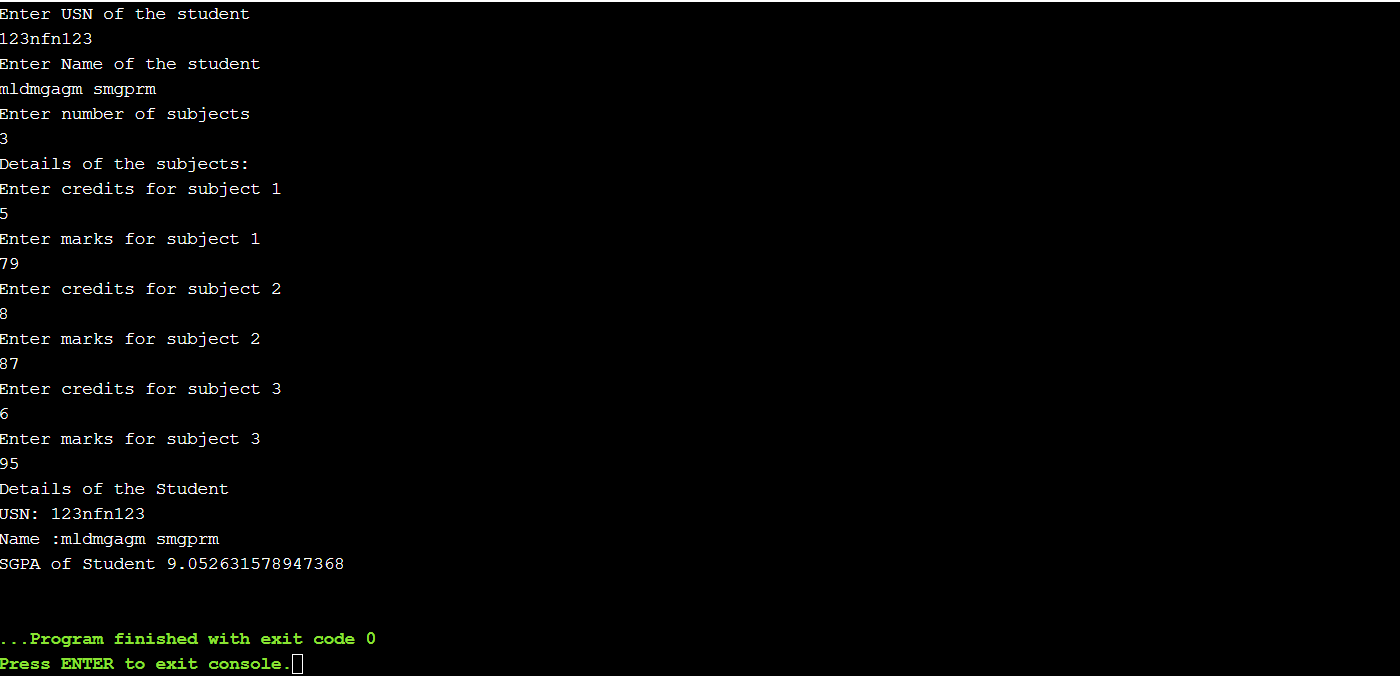 Enter USN of the student
123nfn123
Enter Name of the student
mldmgagm smgprm
Enter number of subjects
3
Details of the subjects:
Enter credits for subject 1
5
Enter marks for subject 1
79
Enter credits for subject 2
8
Enter marks for subject 2
87
Enter credits for subject 3
6
Enter marks for subject 3
95
Details of the Student
USN: 123nfn123
Name :mldmgagm smgprm
SGPA of Student 9.052631578947368
...Program finished with exit code 0
Press ENTER to exit console.